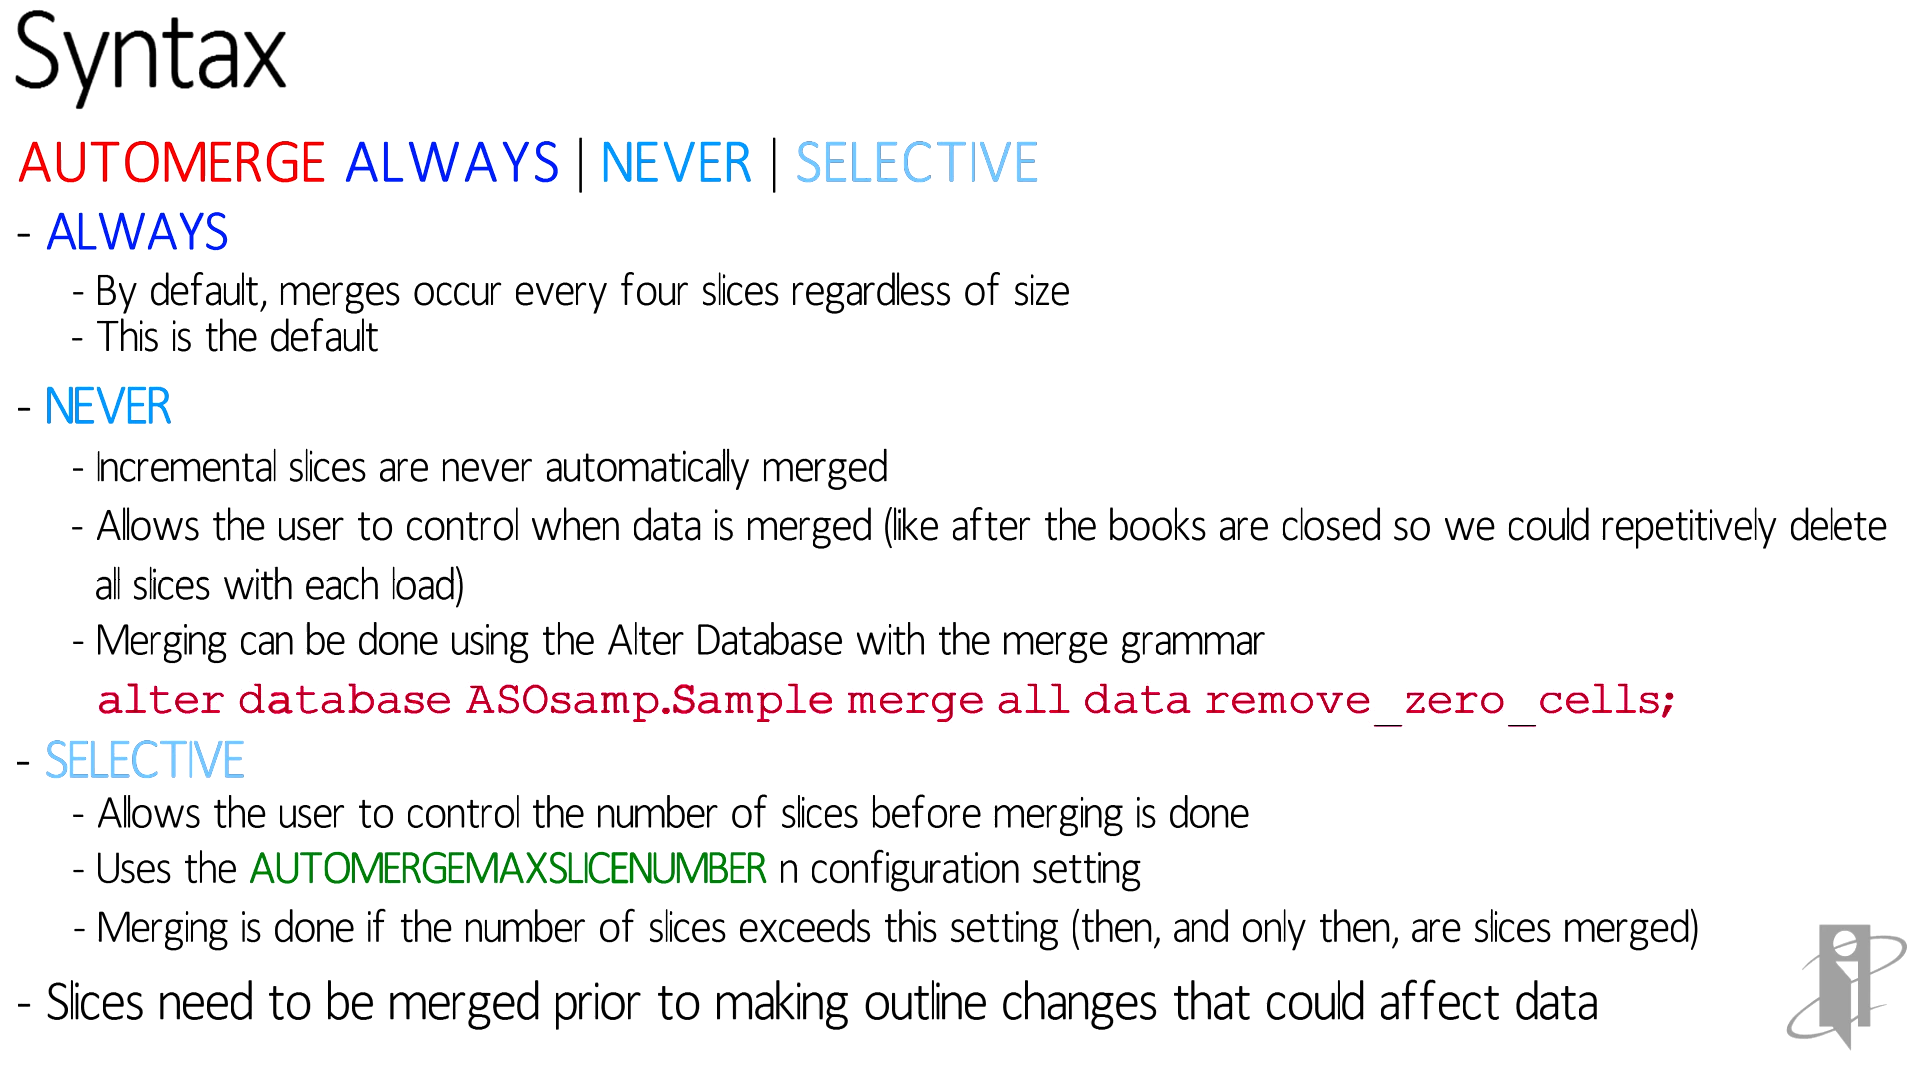 Syntax
AUTOMERGE ALWAYS | NEVER | SELECTIVE
- ALWAYS
- By default, merges occur every four slices regardless of size
- This is the default
- NEVER
- Incremental slices are never automatically merged
- Allows the user to control when data is merged (like after the books are closed so we could repetitively delete
all slices with each load)
- Merging can be done using the Alter Database with the merge grammar
alter database ASOsamp.Sample merge all data remove_zero_cells;
- SELECTIVE
- Allows the user to control the number of slices before merging is done
- Uses the AUTOMERGEMAXSLICENUMBER n configuration setting
- Merging is done if the number of slices exceeds this setting (then, and only then, are slices merged)
- Slices need to be merged prior to making outline changes that could affect data